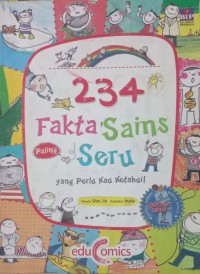 234
Fakta Sains
Paling
Seru
yang Perlu Kau Ketahui!
educomics